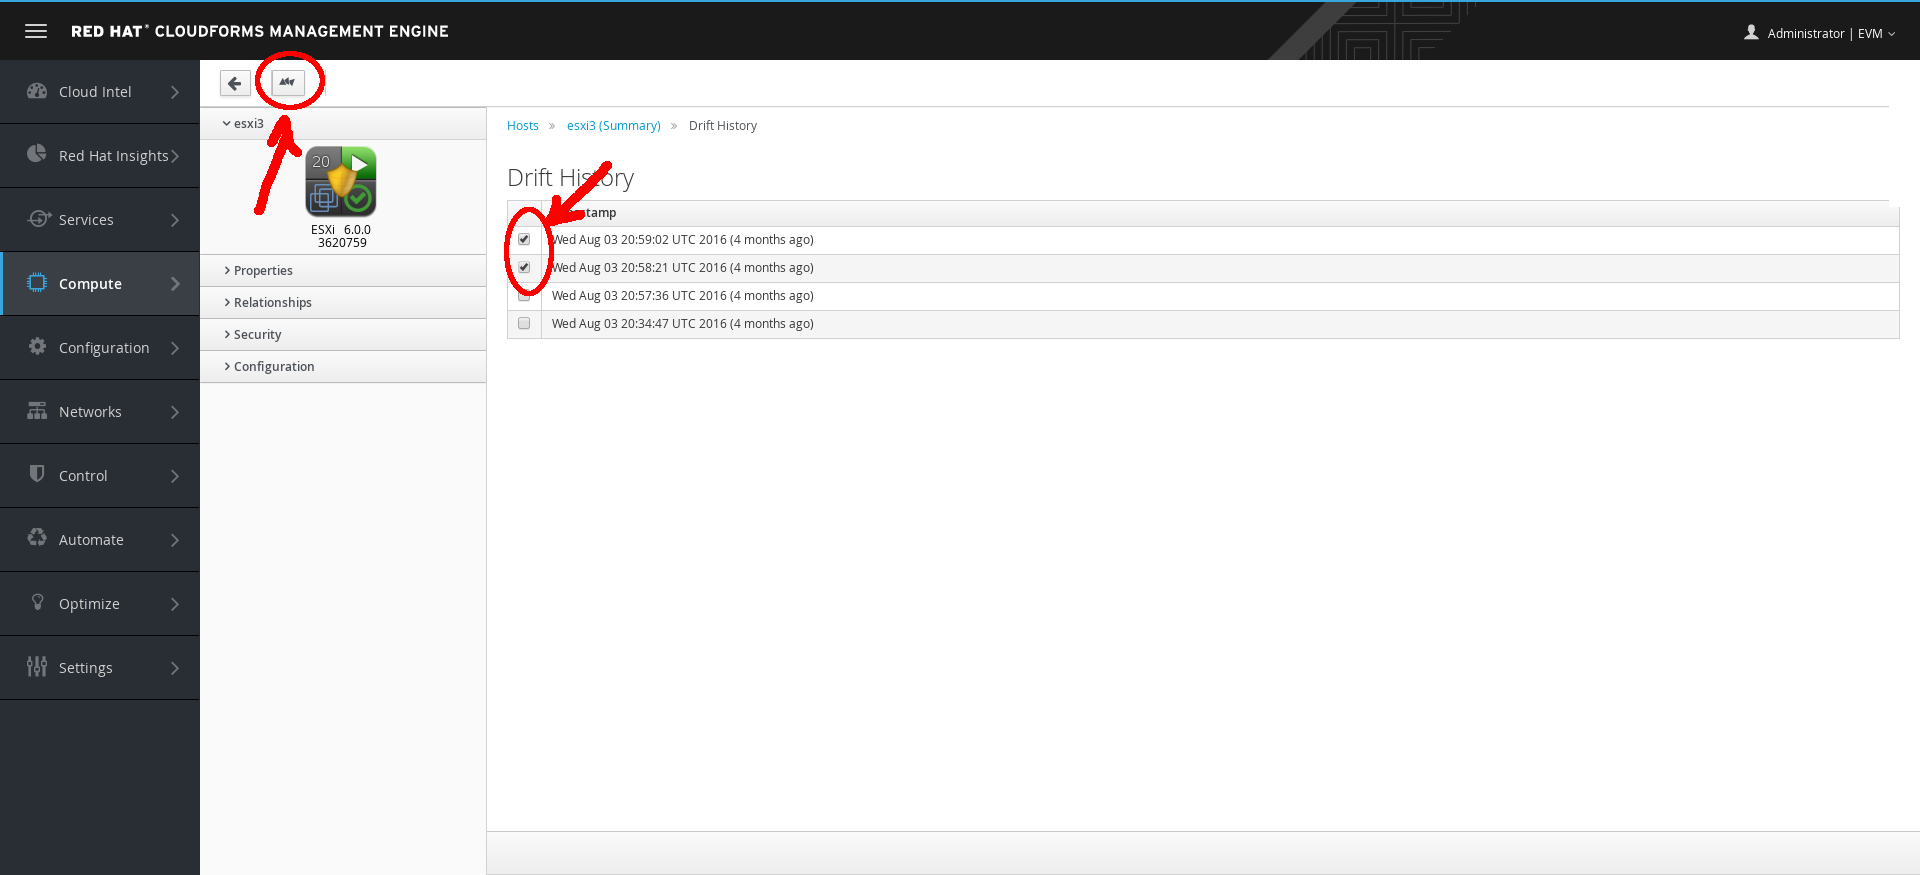 RED HAT® CLOUDFORMS MANAGEMENT ENGINE
Administrator | EVM
Cloud Intel
Red Hat Insights
Services
Compute
Configuration
Networks
Control
Automate
Optimize
Settings
esxi3
20
ESXi 6.0.0
3620759
Properties
Relationships
Security
Configuration
Hosts » esxi3 (Summary) » Drift History
Drift History
stamp
Wed Aug 03 20:59:02 UTC 2016 (4 months ago)
Wed Aug 03 20:58:21 UTC 2016 (4 months ago)
Wed Aug 03 20:57:36 UTC 2016 (4 months ago)
Wed Aug 03 20:34:47 UTC 2016 (4 months ago)